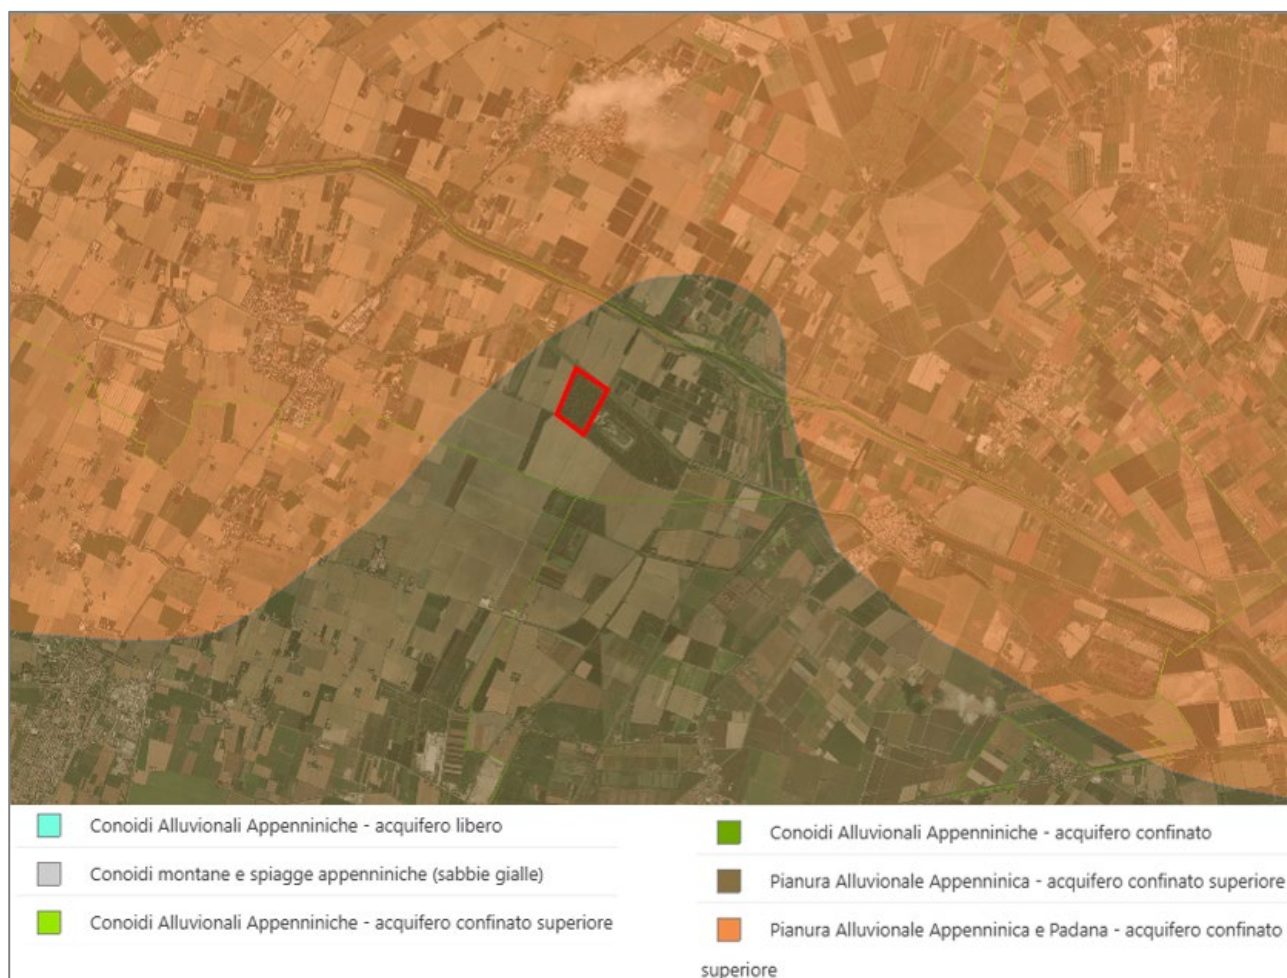 Conoidi Alluvionali Appenniniche - acquifero libero
Conoidi montane e spiagge appenniniche (sabbie gialle)
Conoidi Alluvionali Appenniniche - acquifero confinato superiore
Conoidi Alluvionali Appenniniche - acquifero confinato
Pianura Alluvionale Appenninica - acquifero confinato superiore
Pianura Alluvionale Appenninica e Padana - acquifero confinato
superiore